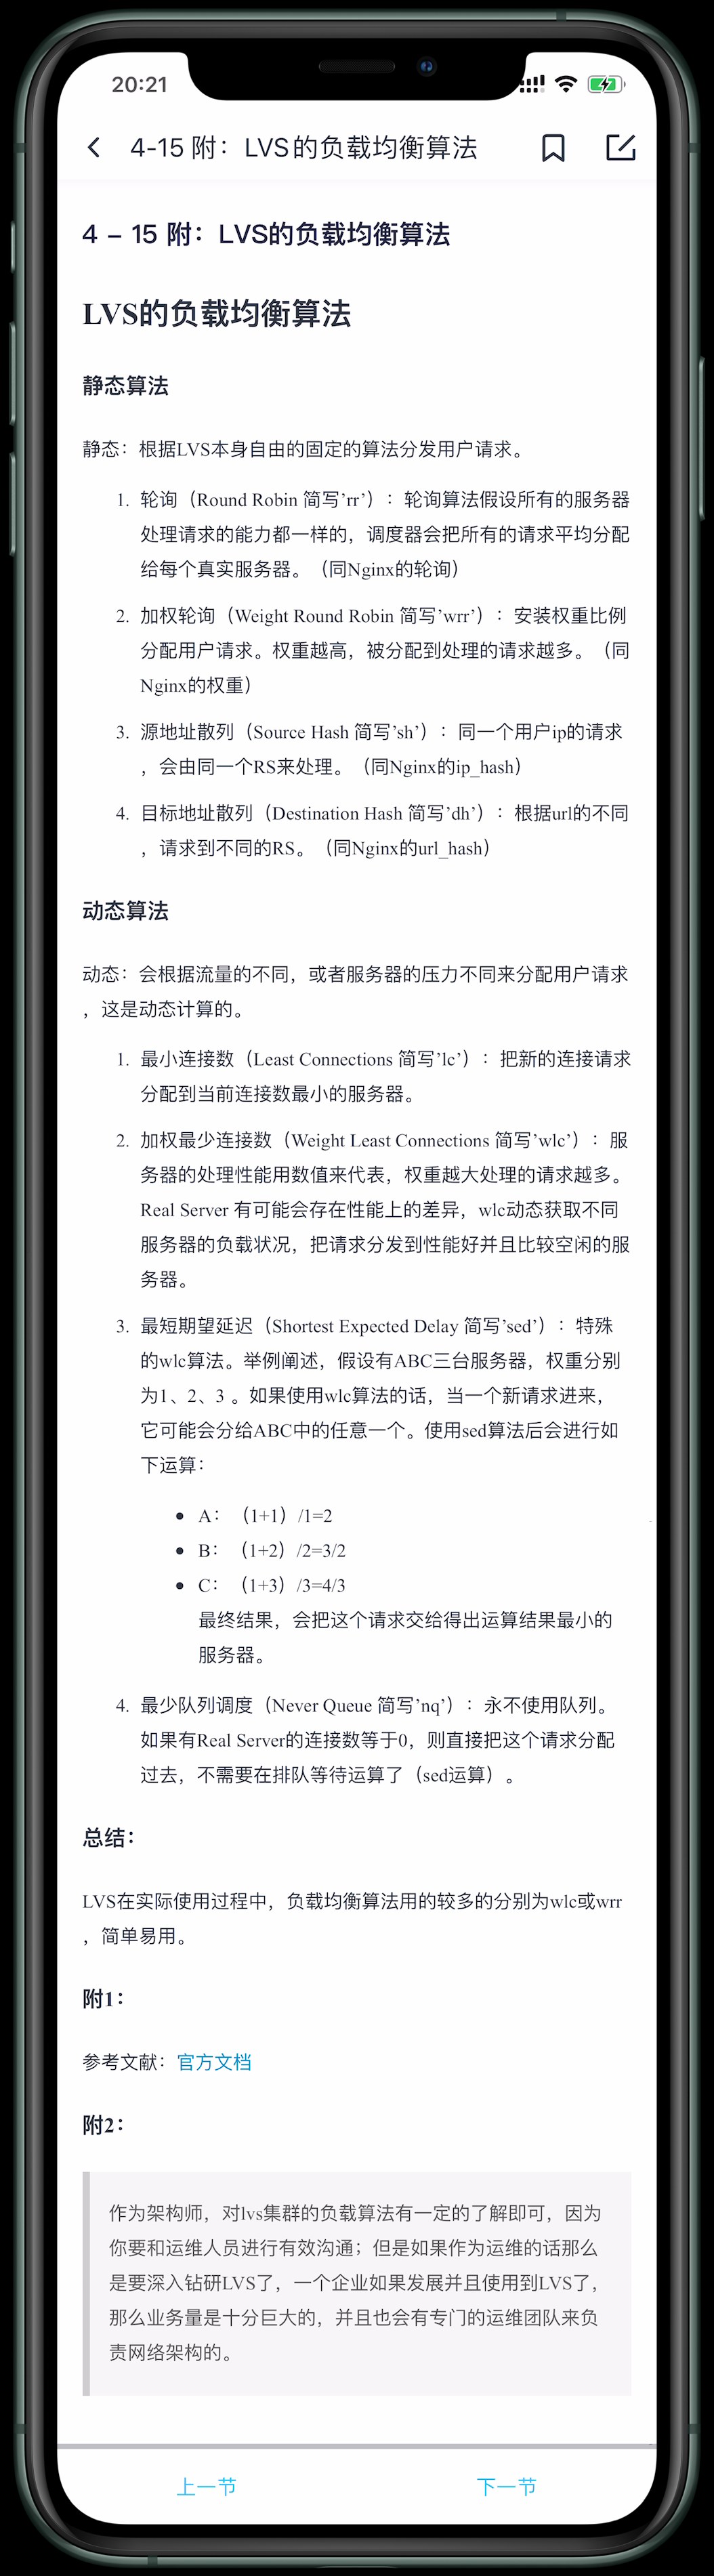 20:21
4-15 附：LVS的负载均衡算法
4 – 15 附：LVS的负载均衡算法
LVS的负载均衡算法
静态算法
静态：根据LVS本身自由的固定的算法分发用户请求。
1. 轮询（Round Robin 简写’rr’）：轮询算法假设所有的服务器
处理请求的能力都一样的，调度器会把所有的请求平均分配
给每个真实服务器。（同Nginx的轮询）
2. 加权轮询（Weight Round Robin 简写’wrr’）：安装权重比例
分配用户请求。权重越高，被分配到处理的请求越多。（同
Nginx的权重）
3. 源地址散列（Source Hash 简写’sh’）：同一个用户ip的请求
，会由同一个RS来处理。（同Nginx的ip_hash）
4. 目标地址散列（Destination Hash 简写’dh’）：根据url的不同
，请求到不同的RS。（同Nginx的url_hash）
动态算法
动态：会根据流量的不同，或者服务器的压力不同来分配用户请求
，这是动态计算的。
1. 最小连接数（Least Connections 简写’lc’）：把新的连接请求
分配到当前连接数最小的服务器。
2. 加权最少连接数（Weight Least Connections 简写’wlc’）：服
务器的处理性能用数值来代表，权重越大处理的请求越多。
Real Server 有可能会存在性能上的差异，wlc动态获取不同
服务器的负载状况，把请求分发到性能好并且比较空闲的服
务器。
3. 最短期望延迟（Shortest Expected Delay 简写’sed’）：特殊
的wlc算法。举例阐述，假设有ABC三台服务器，权重分别
为1、2、3 。如果使用wlc算法的话，当一个新请求进来，
它可能会分给ABC中的任意一个。使用sed算法后会进行如
下运算：
• A：（1+1）/1=2
• B：（1+2）/2=3/2
• C：（1+3）/3=4/3
最终结果，会把这个请求交给得出运算结果最小的
服务器。
4. 最少队列调度（Never Queue 简写’nq’）：永不使用队列。
如果有Real Server的连接数等于0，则直接把这个请求分配
过去，不需要在排队等待运算了（sed运算）。
总结：
LVS在实际使用过程中，负载均衡算法用的较多的分别为wlc或wrr
，简单易用。
附1：
参考文献：官方文档
附2：
作为架构师，对lvs集群的负载算法有一定的了解即可，因为
你要和运维人员进行有效沟通；但是如果作为运维的话那么
是要深入钻研LVS了，一个企业如果发展并且使用到LVS了，
那么业务量是十分巨大的，并且也会有专门的运维团队来负
责网络架构的。
上一节 下一节